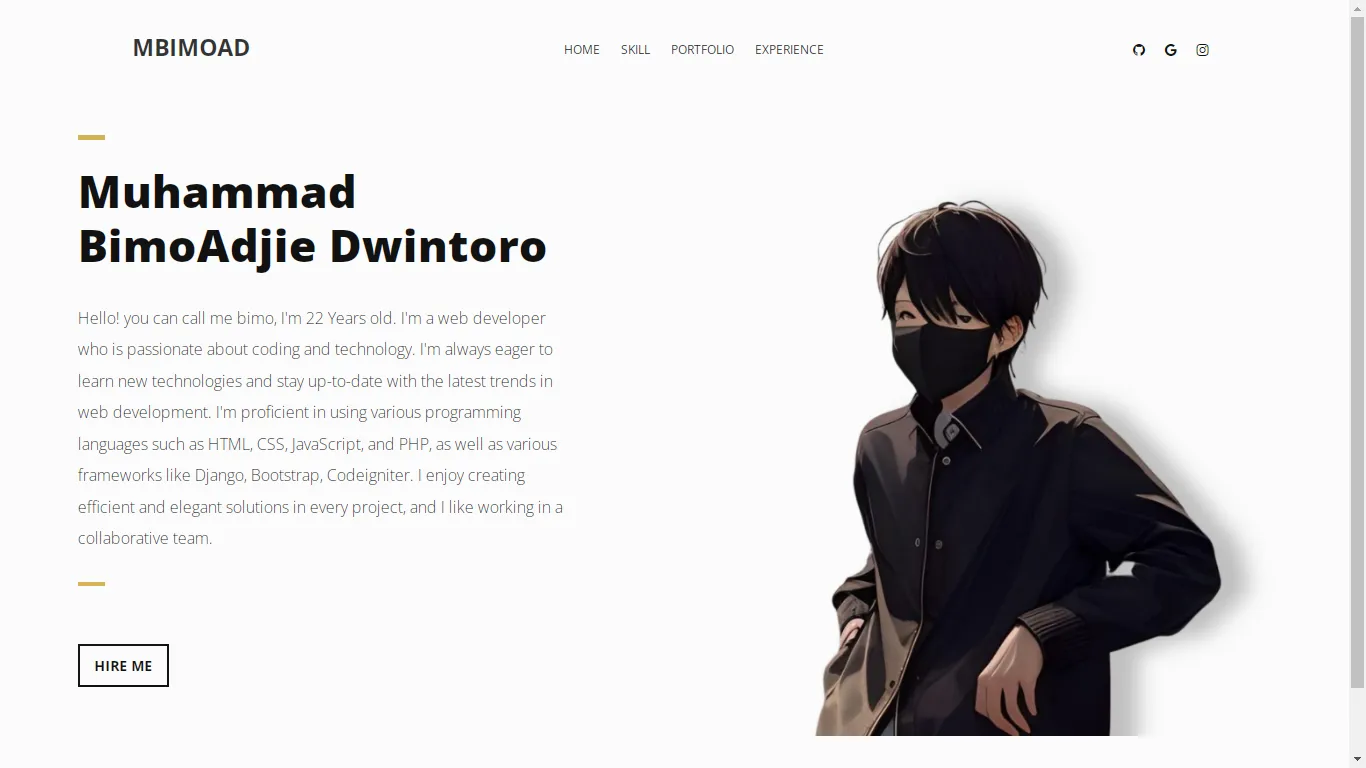 MBIMOAD
HOME SKILL PORTFOLIO EXPERIENCE
Muhammad
BimoAdjie Dwintoro
Hello! you can call me bimo, I'm 22 Years old. I'm a web developer
who is passionate about coding and technology. I'm always eager to
learn new technologies and stay up-to-date with the latest trends in
web development. I'm proficient in using various programming
languages such as HTML, CSS, JavaScript, and PHP, as well as various
frameworks like Django, Bootstrap, Codeigniter. I enjoy creating
efficient and elegant solutions in every project, and I like working in a
collaborative team.
HIRE ME